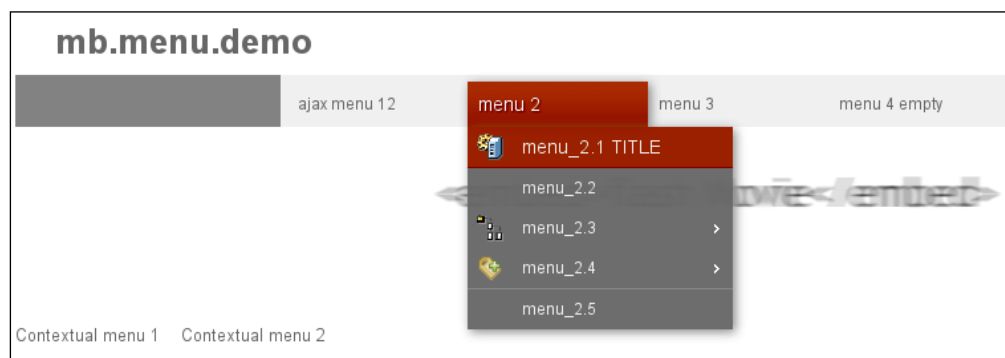 mb.menu.demo
ajax menu 12
menu 2
menu 3
menu 4 empty
menu_2.1 TITLE
menu_2.2
menu_2.3
menu_2.4
menu_2.5
Contextual menu 1
Contextual menu 2